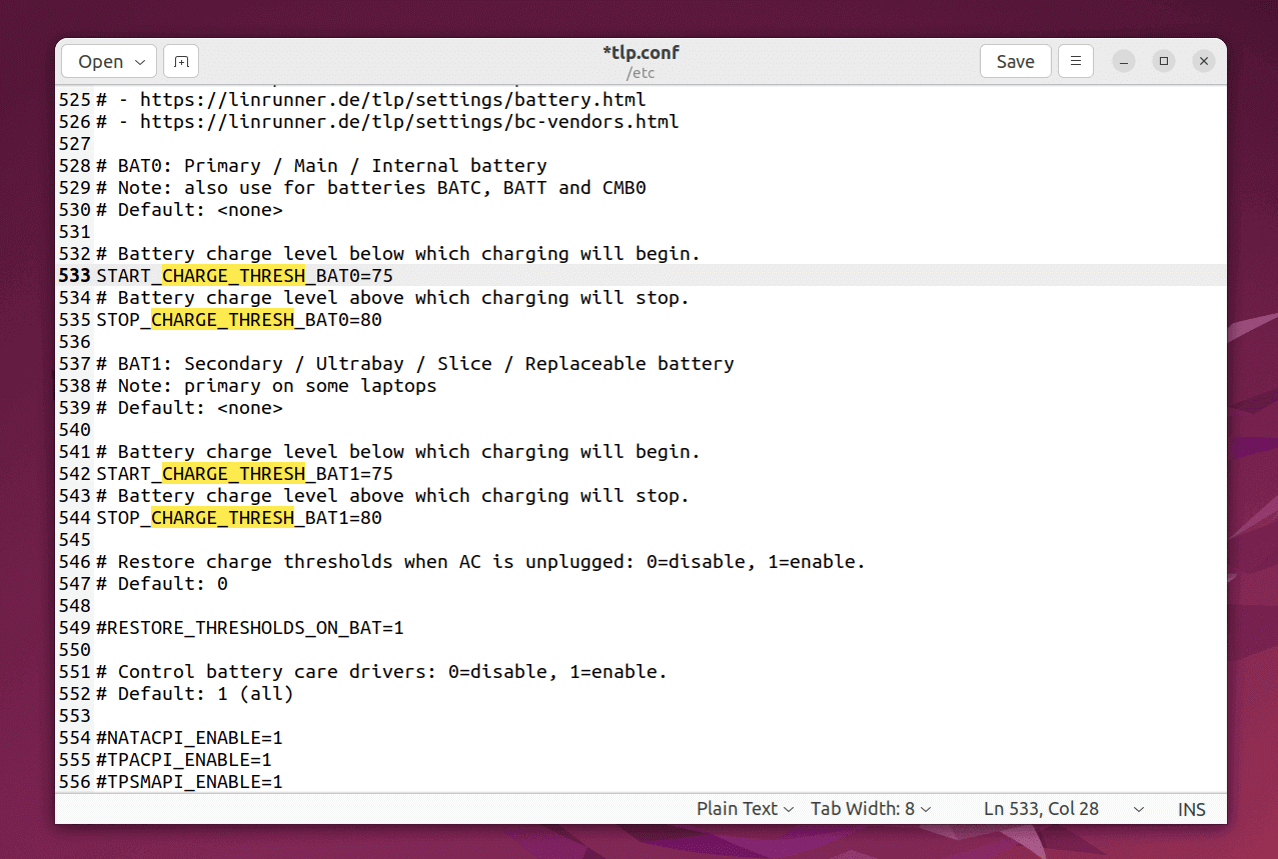 Open
*tlp.conf
/etc
Save
525 # - https://linrunner.de/tlp/settings/battery.html
526 # - https://linrunner.de/tlp/settings/bc-vendors.html
527
528 # BAT0: Primary / Main / Internal battery
529 # Note: also use for batteries BATC, BATT and CMB0
530 # Default: <none>
531
532 # Battery charge level below which charging will begin.
533 START_CHARGE_THRESH_BAT0=75
534 # Battery charge level above which charging will stop.
535 STOP_CHARGE_THRESH_BAT0=80
536
537 # BAT1: Secondary / Ultrabay / Slice / Replaceable battery
538 # Note: primary on some laptops
539 # Default: <none>
540
541 # Battery charge level below which charging will begin.
542 START_CHARGE_THRESH_BAT1=75
543 # Battery charge level above which charging will stop.
544 STOP_CHARGE_THRESH_BAT1=80
545
546 # Restore charge thresholds when AC is unplugged: 0=disable, 1=enable.
547 # Default: 0
548
549 #RESTORE_THRESHOLDS_ON_BAT=1
550
551 # Control battery care drivers: 0=disable, 1=enable.
552 # Default: 1 (all)
553
554 #NATACPI_ENABLE=1
555 #TPACPI_ENABLE=1
556 #TPSMAPI_ENABLE=1
Plain Text Tab Width: 8 Ln 533, Col 28 INS